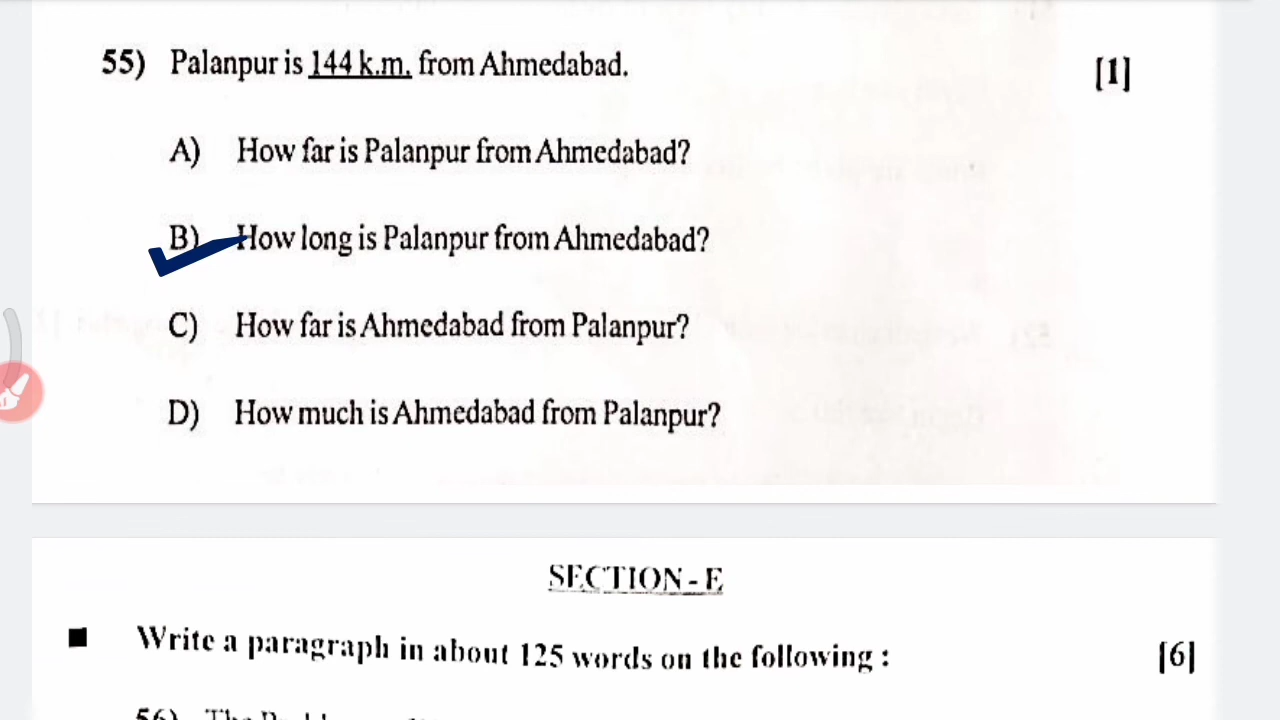 55) Palanpur is 144 k.m. from Ahmedabad. [1]
A) How far is Palanpur from Ahmedabad?
B) How long is Palanpur from Ahmedabad?
C) How far is Ahmedabad from Palanpur?
D) How much is Ahmedabad from Palanpur?
SECTION - E
■ Write a paragraph in about 125 words on the following : [6]
56) The